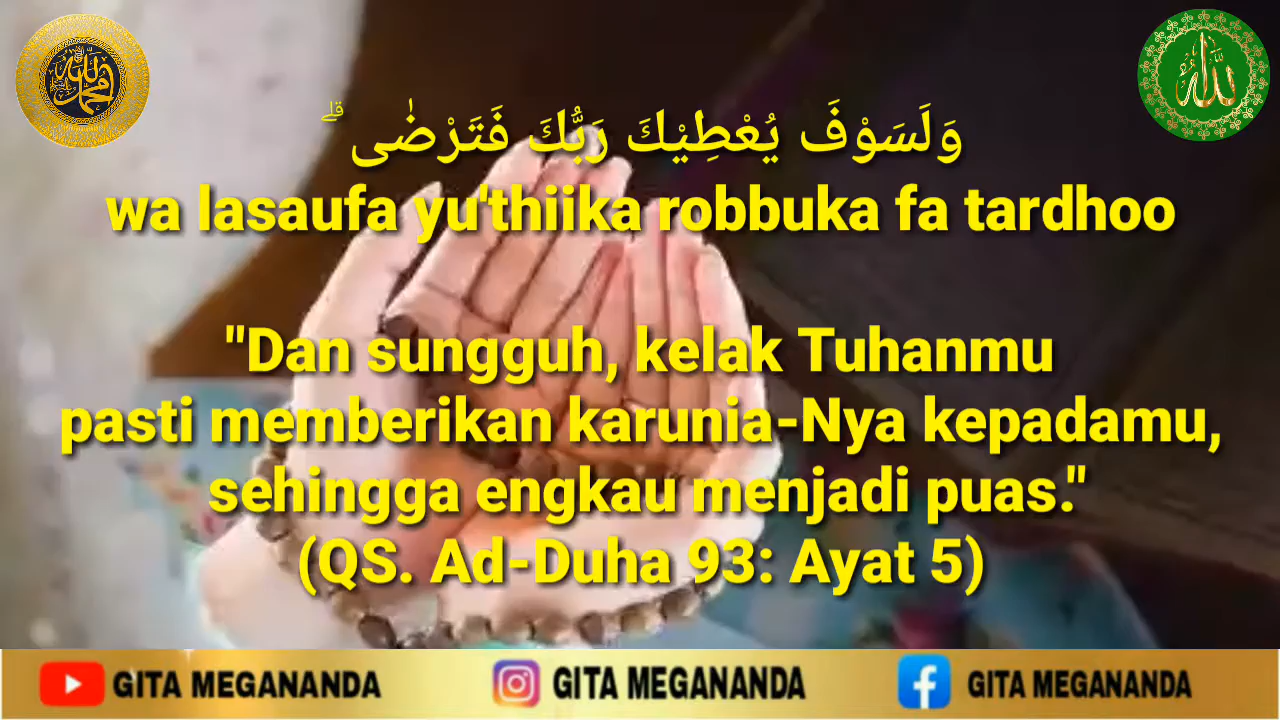 وَلَسَوْفَ يُعْطِيْكَ رَبُّكَ فَتَرْضٰى ۗ
wa lasaufa yu'thiika robbuka fa tardhoo
"Dan sungguh, kelak Tuhanmu
pasti memberikan karunia-Nya kepadamu,
sehingga engkau menjadi puas."
(QS. Ad-Duha 93: Ayat 5)
GITA MEGANANDA
GITA MEGANANDA
GITA MEGANANDA
الله